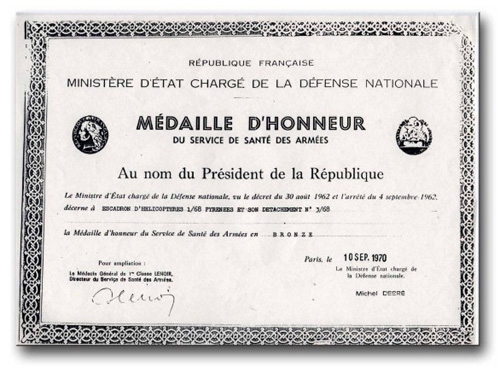 RÉPUBLIQUE FRANÇAISE
MINISTÈRE D'ÉTAT CHARGÉ DE LA DÉFENSE NATIONALE
MÉDAILLE D'HONNEUR
DU SERVICE DE SANTÉ DES ARMÉES
Au nom du Président de la République
Le Ministre d'État chargé de la Défense nationale, vu le décret du 30 août 1962 et l'arrêté du 4 septembre 1962,
décerne à ESCADRON D'HELICOPTERES 1/68 PYRENEES ET SON DETACHEMENT N° 3/68
la Médaille d'honneur du Service de Santé des Armées en BRONZE
Pour ampliation :
Le Médecin Général de 1re Classe LENOIR,
Directeur du Service de Santé des Armées.
Lenoir
Paris, le 10 SEP. 1970
Le Ministre d'État chargé de
la Défense nationale.
Michel DEBRÉ